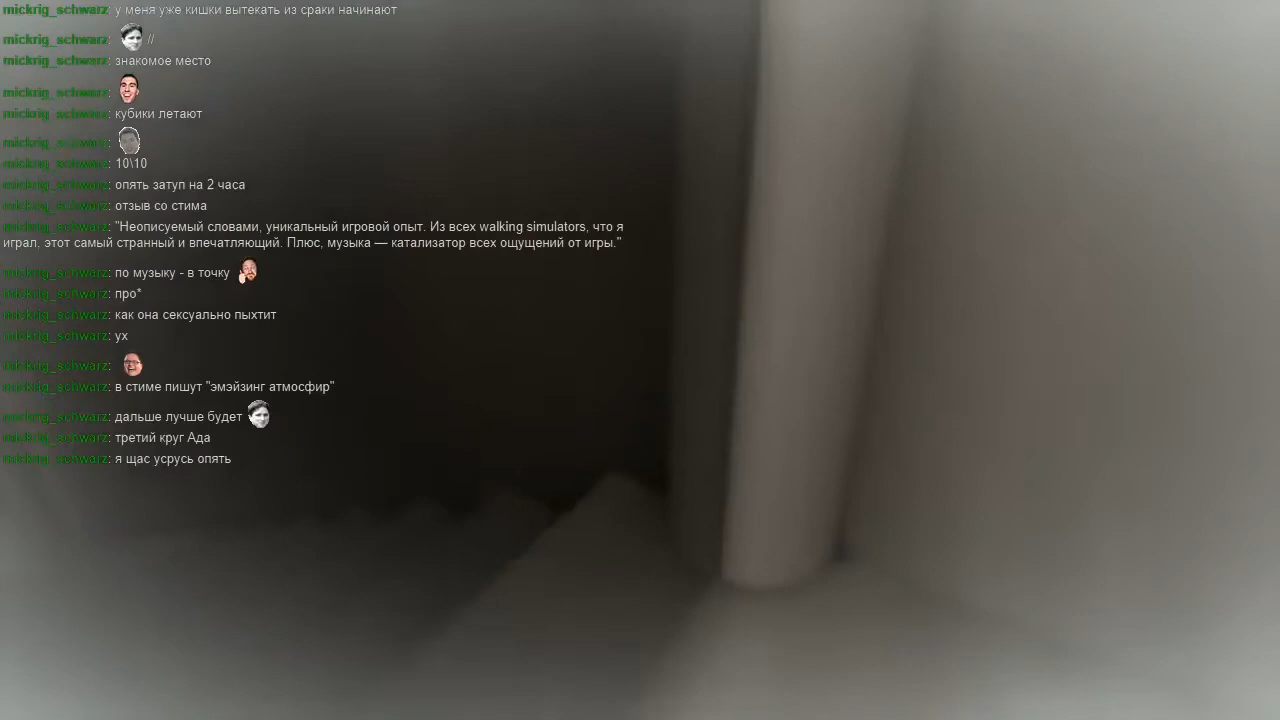 mickrig_schwarz: у меня уже кишки вытекать из сраки начинают
mickrig_schwarz: //
mickrig_schwarz: знакомое место
mickrig_schwarz:
mickrig_schwarz: кубики летают
mickrig_schwarz:
mickrig_schwarz: 10\10
mickrig_schwarz: опять затуп на 2 часа
mickrig_schwarz: отзыв со стима
mickrig_schwarz: "Неописуемый словами, уникальный игровой опыт. Из всех walking simulators, что я
играл. этот самый странный и впечатляющий. Плюс, музыка — катализатор всех ощущений от игры."
mickrig_schwarz: по музыку - в точку
mickrig_schwarz: про*
mickrig_schwarz: как она сексуально пыхтит
mickrig_schwarz: ух
mickrig_schwarz:
mickrig_schwarz: в стиме пишут "эмэйзинг атмосфир"
mickrig_schwarz: дальше лучше будет
mickrig_schwarz: третий круг Ада
mickrig_schwarz: я щас усрусь опять